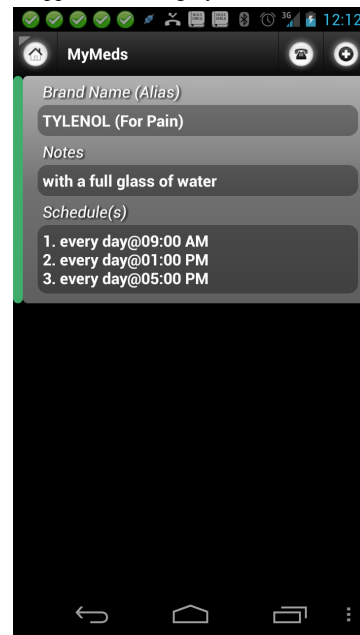 3G
12:12
MyMeds
Brand Name (Alias)
TYLENOL (For Pain)
Notes
with a full glass of water
Schedule(s)
1. every day@09:00 AM
2. every day@01:00 PM
3. every day@05:00 PM